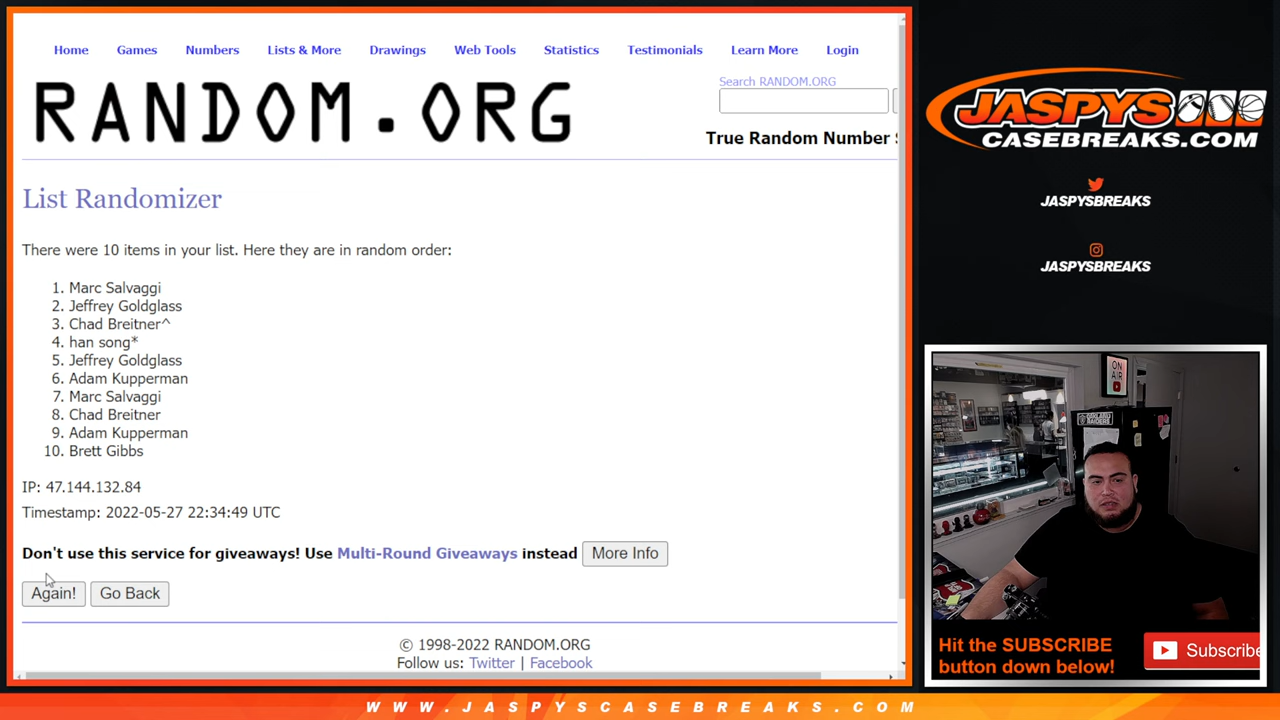 Home Games Numbers Lists & More Drawings Web Tools Statistics Testimonials Learn More Login
RANDOM.ORG
Search RANDOM.ORG
True Random Number
List Randomizer
There were 10 items in your list. Here they are in random order:
1. Marc Salvaggi
2. Jeffrey Goldglass
3. Chad Breitner^
4. han song*
5. Jeffrey Goldglass
6. Adam Kupperman
7. Marc Salvaggi
8. Chad Breitner
9. Adam Kupperman
10. Brett Gibbs
IP: 47.144.132.84
Timestamp: 2022-05-27 22:34:49 UTC
Don't use this service for giveaways! Use Multi-Round Giveaways instead More Info
Again! Go Back
© 1998-2022 RANDOM.ORG
Follow us: Twitter | Facebook
JASPYS
CASEBREAKS.COM
JASPYSBREAKS
JASPYSBREAKS
ON
AIR
Hit the SUBSCRIBE
button down below!
Subscribe
WWW.JASPYSCASEBREAKS.COM